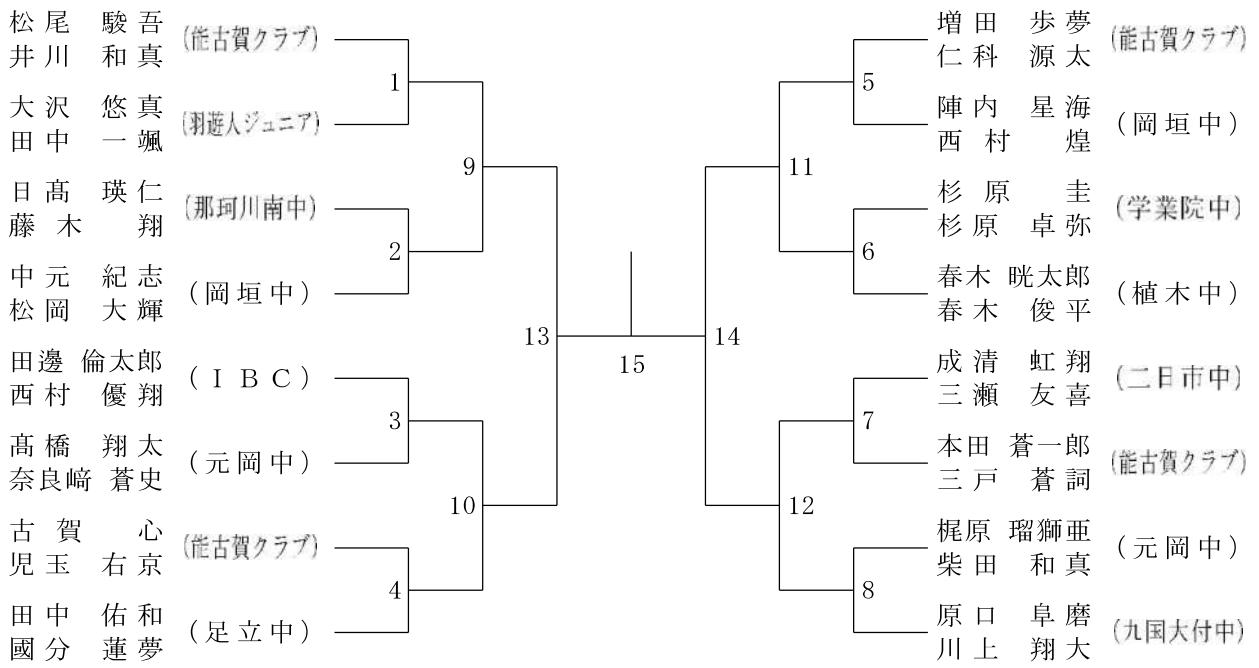 松尾 駿吾
井川 和真
(能古賀クラブ)
大沢 悠真
田中 一颯
(羽遊人ジュニア)
日髙 瑛仁
藤木 翔
(那珂川南中)
中元 紀志
松岡 大輝
(岡垣中)
田邊 倫太郎
西村 優翔
(IBC)
髙橋 翔太
奈良﨑 蒼史
(元岡中)
古賀 心
児玉 右京
(能古賀クラブ)
田中 佑和
國分 蓮夢
(足立中)
1
2
3
4
9
10
13
15
14
11
12
5
6
7
8
増田 歩夢
仁科 源太
(能古賀クラブ)
陣内 星海
西村 煌
(岡垣中)
杉原 圭
杉原 卓弥
(学業院中)
春木 晄太郎
春木 俊平
(植木中)
成清 虹翔
三瀬 友喜
(二日市中)
本田 蒼一郎
三戸 蒼詞
(能古賀クラブ)
梶原 瑠獅亜
柴田 和真
(元岡中)
原口 阜磨
川上 翔大
(九国大付中)